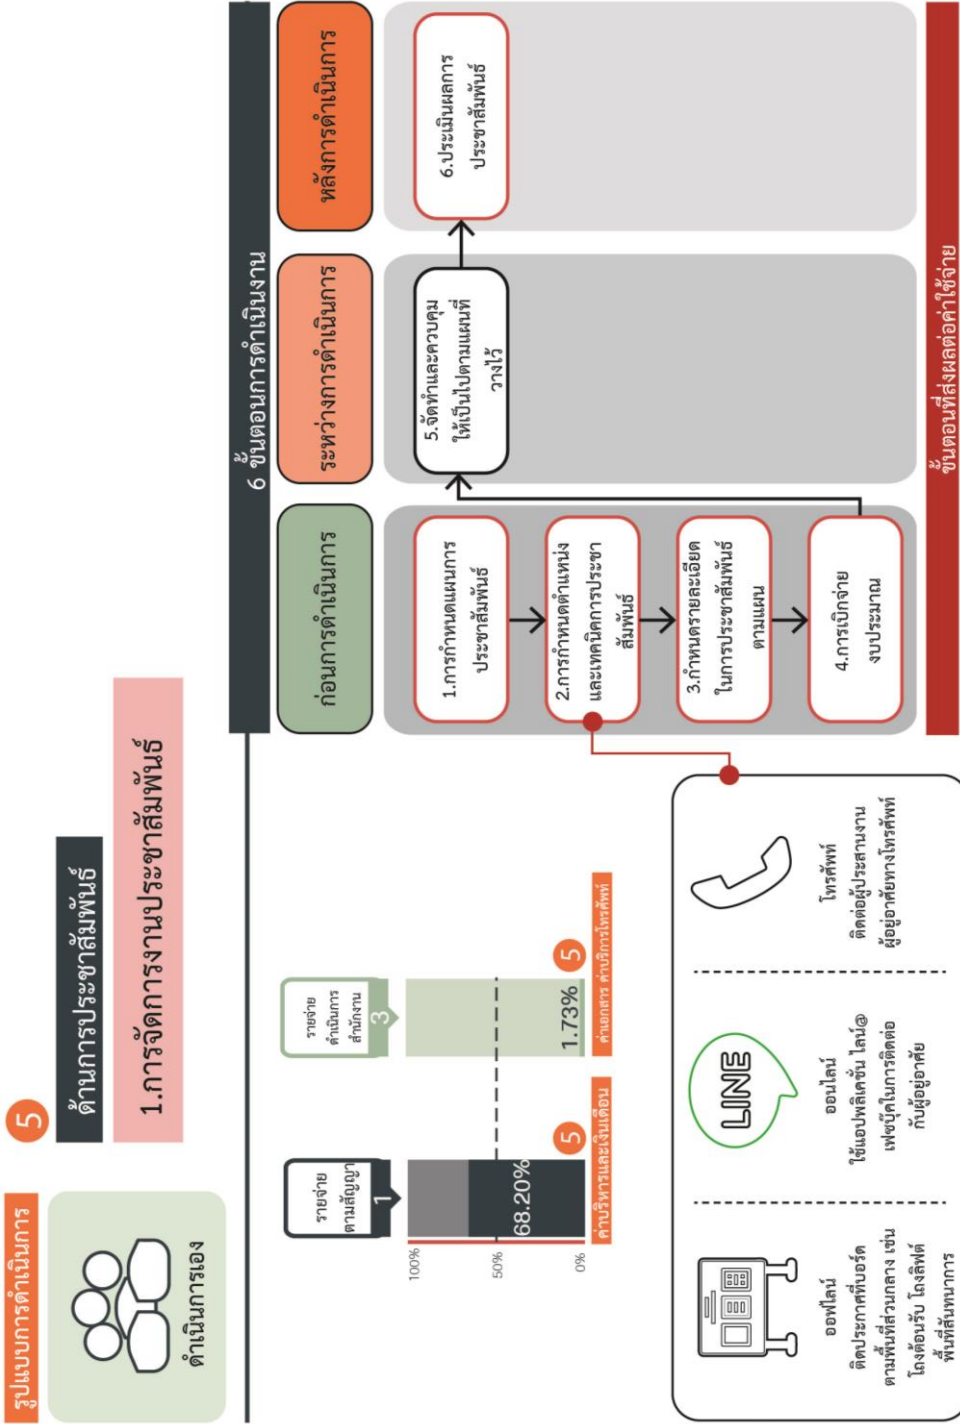 รูปแบบการดำเนินการ
ดำเนินการเอง
5
ด้านการประชาสัมพันธ์
1.การจัดการงานประชาสัมพันธ์
6 ขั้นตอนการดำเนินงาน
ก่อนการดำเนินการ
ระหว่างการดำเนินการ
หลังการดำเนินการ
1.การกำหนดแผนการ
ประชาสัมพันธ์
2.การกำหนดตำแหน่ง
และเทคนิคการประชา
สัมพันธ์
3.กำหนดรายละเอียด
ในการประชาสัมพันธ์
ตามแผน
4.การเบิกจ่าย
งบประมาณ
5.จัดทำและควบคุม
ให้เป็นไปตามแผนที่
วางไว้
6.ประเมินผลการ
ประชาสัมพันธ์
ขั้นตอนที่ส่งผลต่อค่าใช้จ่าย
รายจ่าย
ตามสัญญา
1
100%
50%
0%
68.20%
5
ค่าบริหารและเงินเดือน
รายจ่าย
ดำเนินการ
สำนักงาน
3
1.73%
5
ค่าเอกสาร ค่าบริการโทรศัพท์
ออฟไลน์
ติดประกาศที่บอร์ด
ตามพื้นที่ส่วนกลาง เช่น
โถงต้อนรับ โถงลิฟต์
พื้นที่สันทนาการ
LINE
ออนไลน์
ใช้แอปพลิเคชั่น ไลน์@
เฟซบุ๊คในการติดต่อ
กับผู้อยู่อาศัย
โทรศัพท์
ติดต่อผู้ประสานงาน
ผู้อยู่อาศัยทางโทรศัพท์